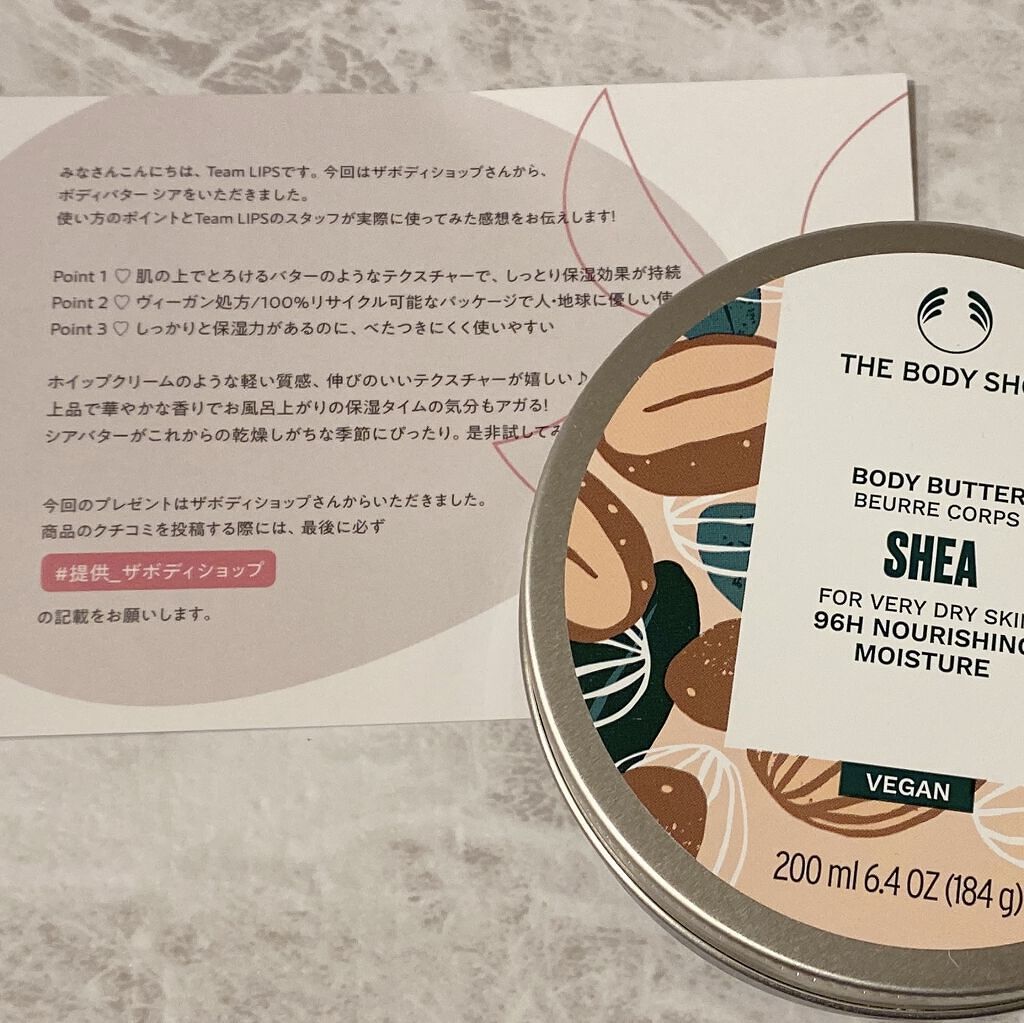 みなさんこんにちは、Team LIPSです。今回はザボディショップさんから、
ボディバター シアをいただきました。
使い方のポイントとTeam LIPSのスタッフが実際に使ってみた感想をお伝えします!
Point 1 ♡ 肌の上でとろけるバターのようなテクスチャーで、しっとり保湿効果が持続
Point 2 ♡ ヴィーガン処方/100%リサイクル可能なパッケージで人・地球に優しい使
Point 3 ♡ しっかりと保湿力があるのに、べたつきにくく使いやすい
ホイップクリームのような軽い質感、伸びのいいテクスチャーが嬉しい♪
上品で華やかな香りでお風呂上がりの保湿タイムの気分もアガる!
シアバターがこれからの乾燥しがちな季節にぴったり。是非試してみ
今回のプレゼントはザボディショップさんからいただきました。
商品のクチコミを投稿する際には、最後に必ず
#提供_ザボディショップ
の記載をお願いします。
THE BODY SHO
BODY BUTTER
BEURRE CORPS
SHEA
FOR VERY DRY SKIN
96H NOURISHING
MOISTURE
VEGAN
200 ml 6.4 OZ (184 g)